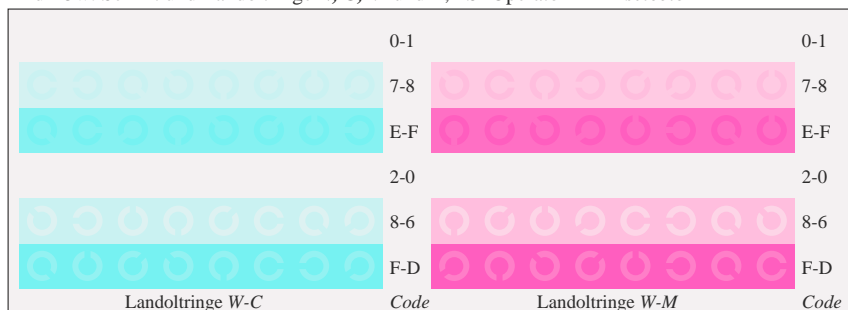 0-1 0-1
7-8 7-8
E-F E-F
2-0 2-0
8-6 8-6
F-D F-D
Landoltringe W-C Code Landoltringe W-M Code